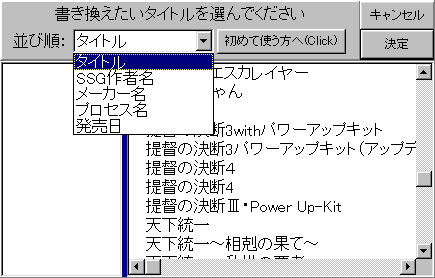 書き換えたいタイトルを選んでください
キャンセル
並び順：
タイトル
初めて使う方へ(Click)
決定
タイトル
SSG作者名
メーカー名
プロセス名
発売日
エスカレイヤー
ちゃん
提督の決断3withパワーアップキット
提督の決断3パワーアップキット（アップデ
提督の決断４
提督の決断４
提督の決断Ⅲ・Power Up-Kit
天下統一
天下統一～相剋の果て～